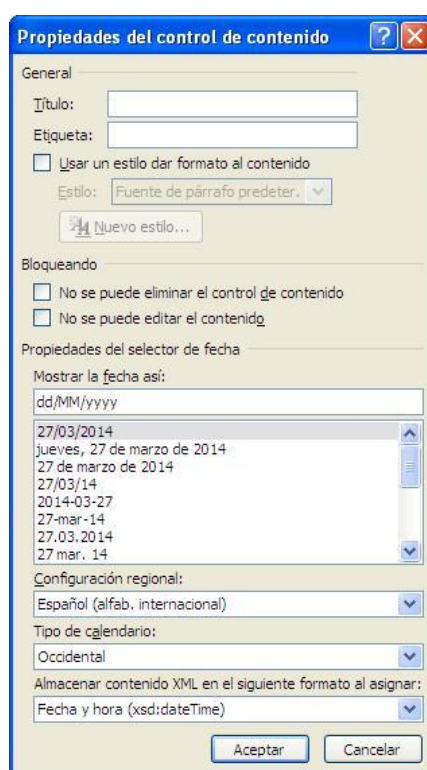 Propiedades del control de contenido
General
Título:
Etiqueta:
Usar un estilo dar formato al contenido
Estilo: Fuente de párrafo predeter.
Nuevo estilo...
Bloqueando
No se puede eliminar el control de contenido
No se puede editar el contenido
Propiedades del selector de fecha
Mostrar la fecha así:
dd/MM/yyyy
27/03/2014
jueves, 27 de marzo de 2014
27 de marzo de 2014
27/03/14
2014-03-27
27-mar-14
27.03.2014
27 mar. 14
Configuración regional:
Español (alfab. internacional)
Tipo de calendario:
Occidental
Almacenar contenido XML en el siguiente formato al asignar:
Fecha y hora (xsd:dateTime)
Aceptar Cancelar